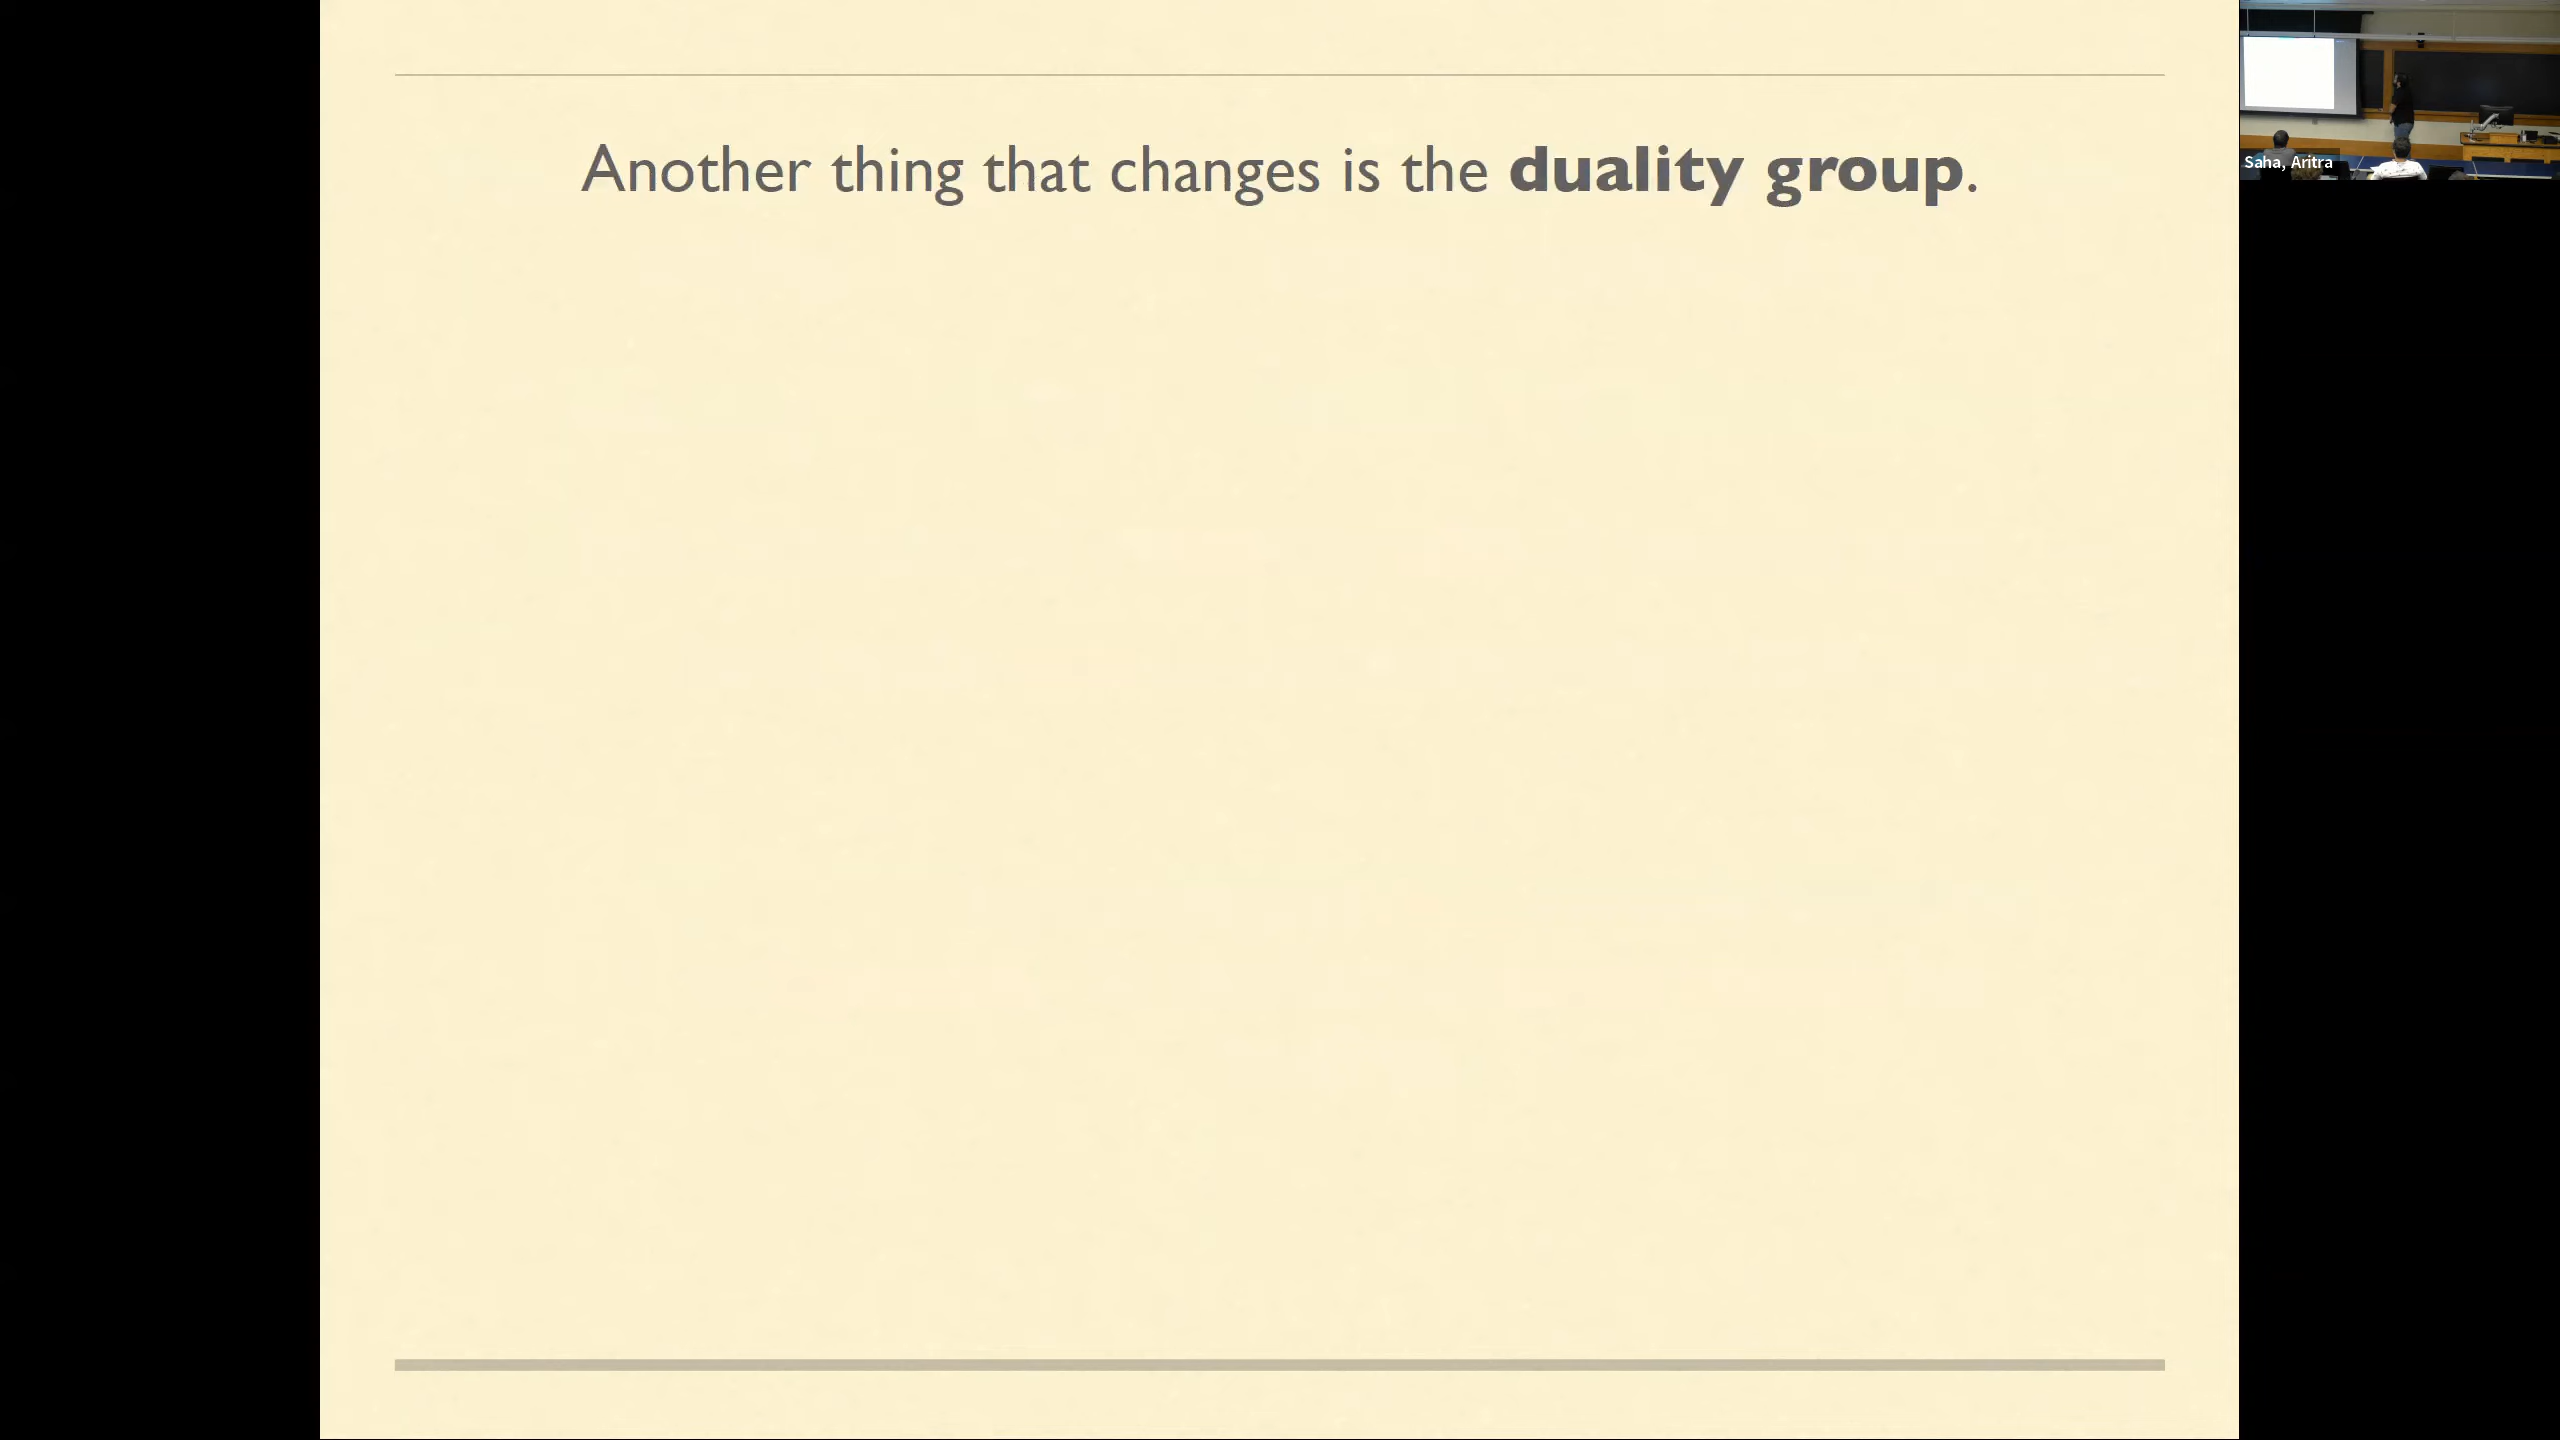 Another thing that changes is the duality group.
Saha, Aritra